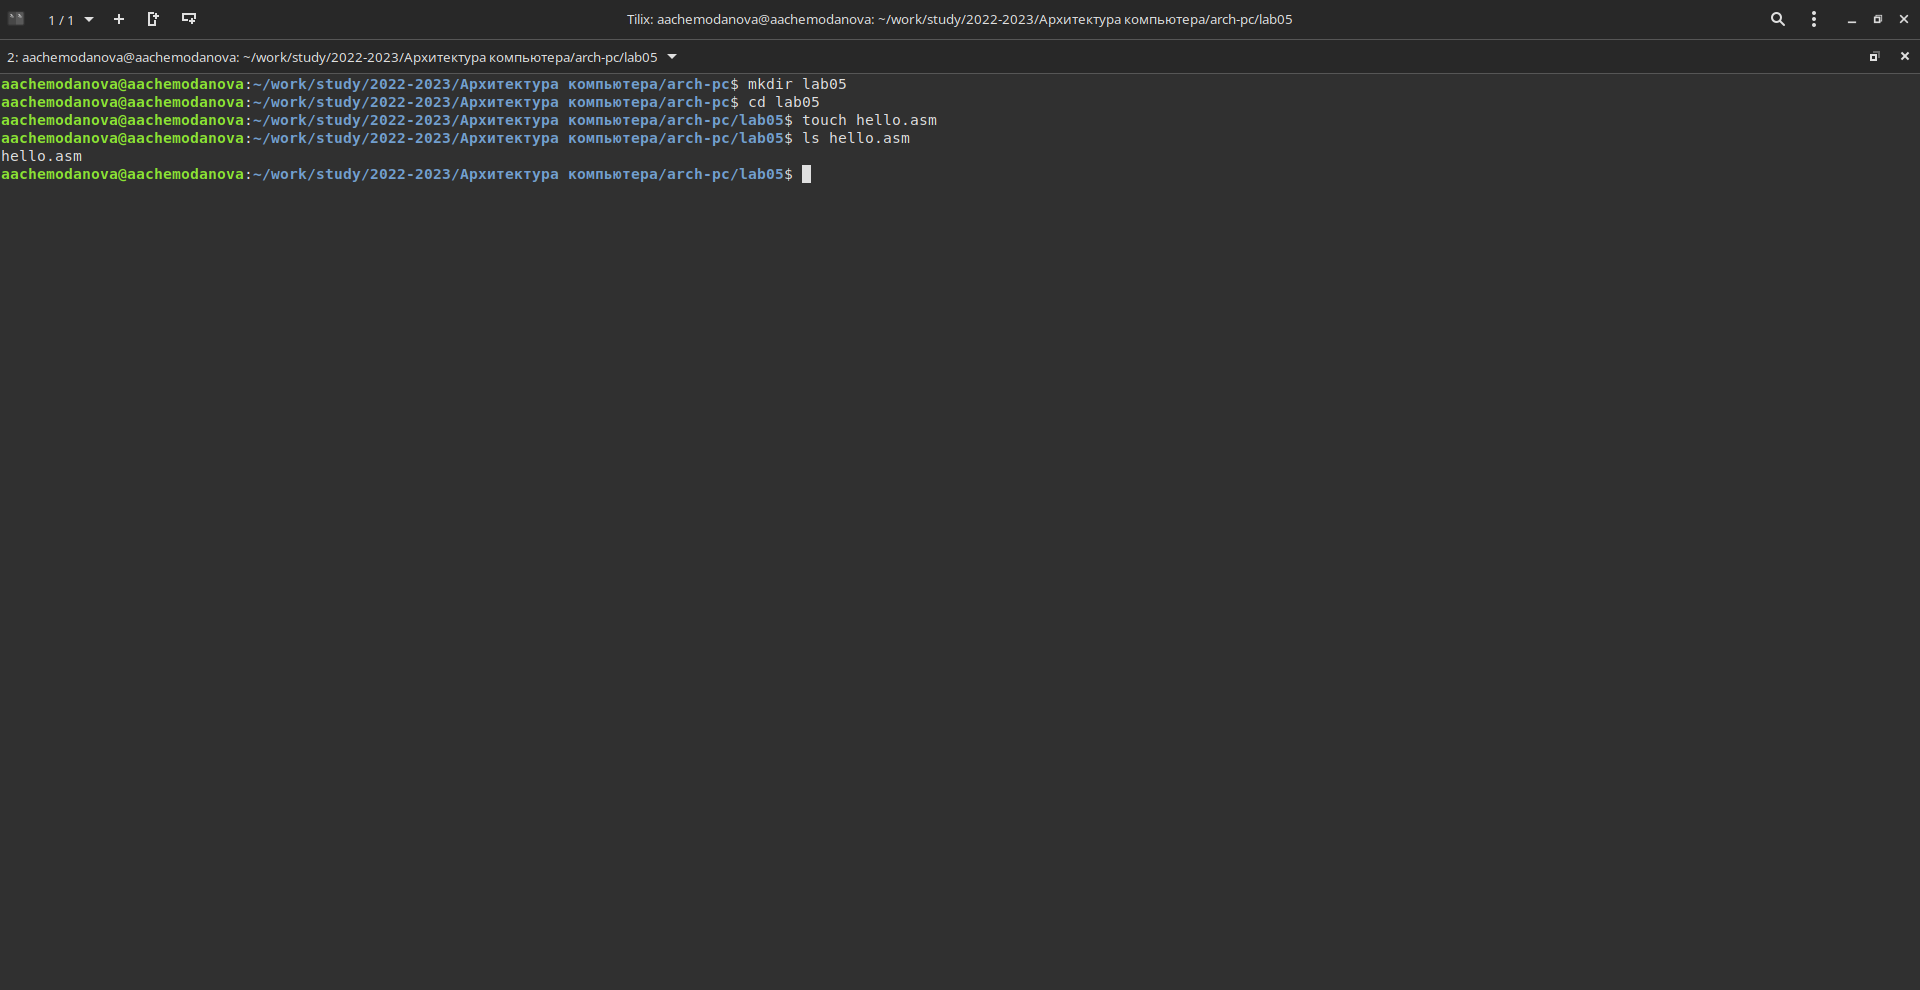 1 / 1
Tilix: aachemodanova@aachemodanova: ~/work/study/2022-2023/Архитектура компьютера/arch-pc/lab05
2: aachemodanova@aachemodanova: ~/work/study/2022-2023/Архитектура компьютера/arch-pc/lab05
aachemodanova@aachemodanova:~/work/study/2022-2023/Архитектура компьютера/arch-pc$ mkdir lab05
aachemodanova@aachemodanova:~/work/study/2022-2023/Архитектура компьютера/arch-pc$ cd lab05
aachemodanova@aachemodanova:~/work/study/2022-2023/Архитектура компьютера/arch-pc/lab05$ touch hello.asm
aachemodanova@aachemodanova:~/work/study/2022-2023/Архитектура компьютера/arch-pc/lab05$ ls hello.asm
hello.asm
aachemodanova@aachemodanova:~/work/study/2022-2023/Архитектура компьютера/arch-pc/lab05$